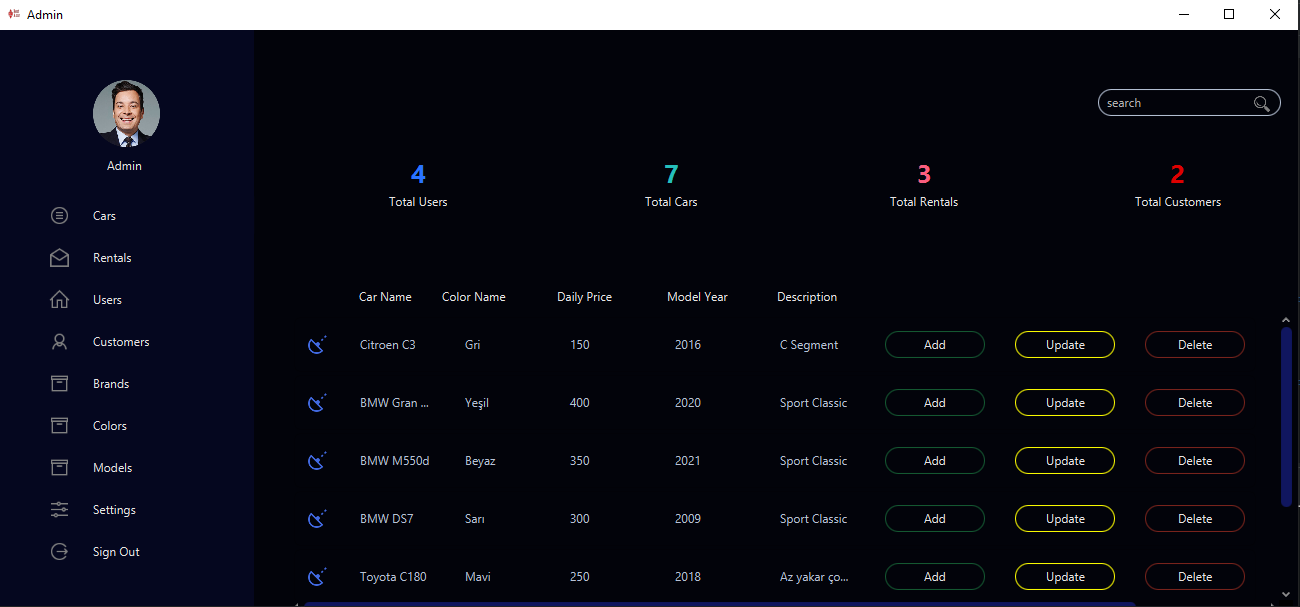 Admin
Admin
search
4 7 3 2
Total Users Total Cars Total Rentals Total Customers
Cars
Rentals
Users
Customers
Brands
Colors
Models
Settings
Sign Out
Car Name Color Name Daily Price Model Year Description
Citroen C3 Gri 150 2016 C Segment Add Update Delete
BMW Gran ... Yeşil 400 2020 Sport Classic Add Update Delete
BMW M550d Beyaz 350 2021 Sport Classic Add Update Delete
BMW DS7 Sarı 300 2009 Sport Classic Add Update Delete
Toyota C180 Mavi 250 2018 Az yakar ço... Add Update Delete